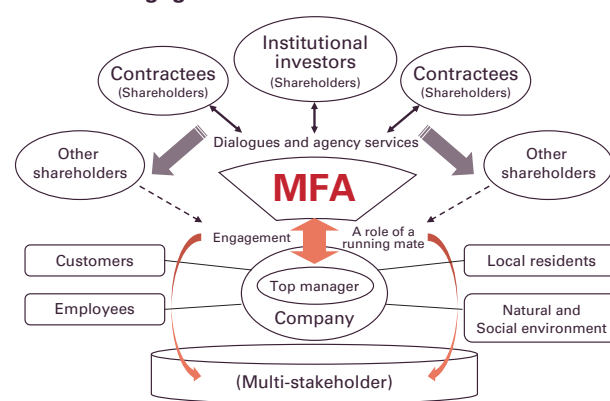 Institutional
investors
(Shareholders)
Contractees
(Shareholders)
Contractees
(Shareholders)
Dialogues and agency services
Other
shareholders
Other
shareholders
MFA
Engagement
A role of a
running mate
Customers
Local residents
Top manager
Employees
Company
Natural and
Social environment
(Multi-stakeholder)